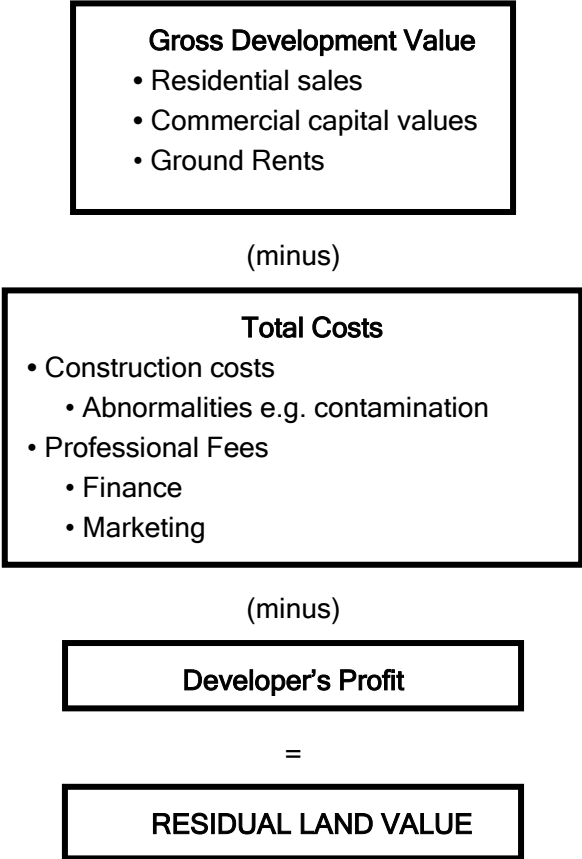 Gross Development Value
• Residential sales
• Commercial capital values
• Ground Rents
(minus)
Total Costs
• Construction costs
• Abnormalities e.g. contamination
• Professional Fees
• Finance
• Marketing
(minus)
Developer’s Profit
=
RESIDUAL LAND VALUE